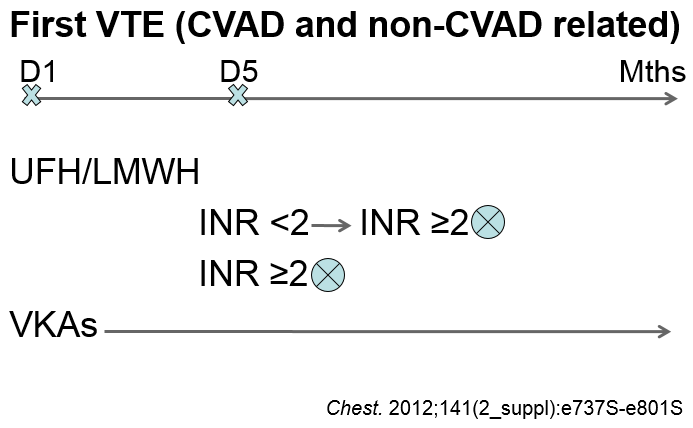 First VTE (CVAD and non-CVAD related)
D1 D5 Mths
UFH/LMWH
INR <2 INR ≥2
INR ≥2
VKAs
Chest. 2012;141(2_suppl):e737S-e801S